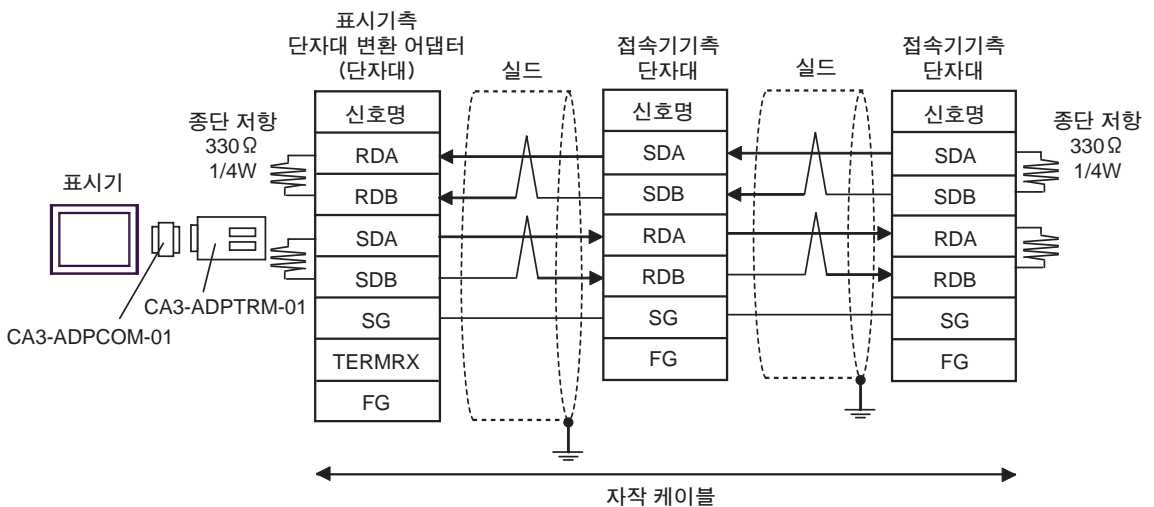 표시기측
단자대 변환 어댑터
(단자대)
실드
접속기기측
단자대
실드
접속기기측
단자대
종단 저항
330Ω
1/4W
신호명
RDA
RDB
SDA
SDB
SG
TERMRX
FG
신호명
SDA
SDB
RDA
RDB
SG
FG
신호명
SDA
SDB
RDA
RDB
SG
FG
종단 저항
330Ω
1/4W
표시기
CA3-ADPTRM-01
CA3-ADPCOM-01
자작 케이블